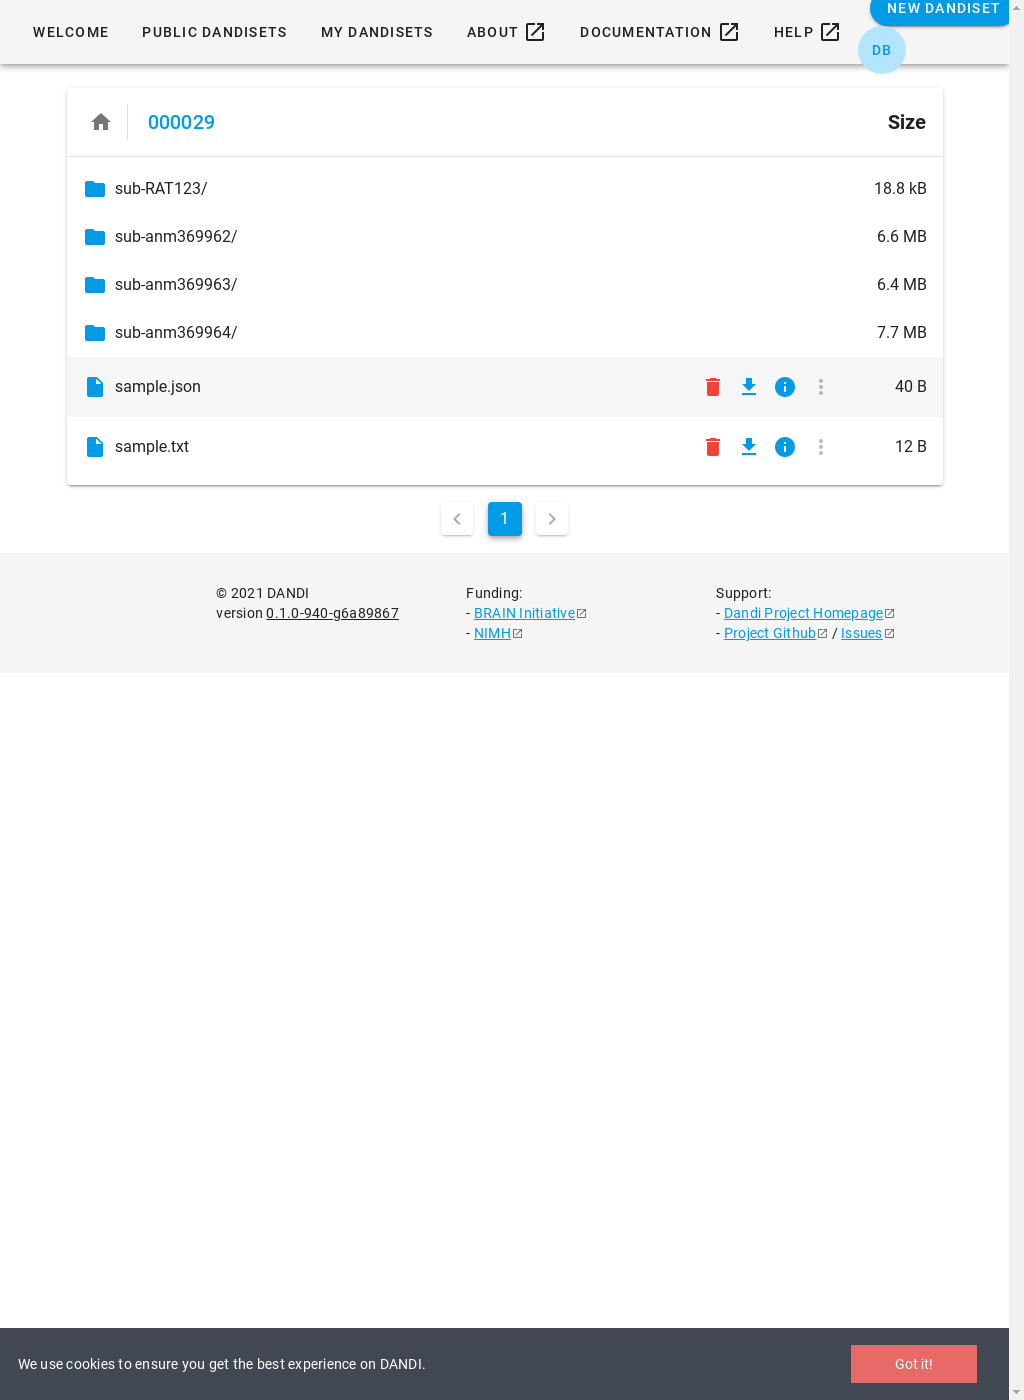 WELCOME PUBLIC DANDISETS MY DANDISETS ABOUT DOCUMENTATION HELP NEW DANDISET
DB
000029 Size
sub-RAT123/ 18.8 kB
sub-anm369962/ 6.6 MB
sub-anm369963/ 6.4 MB
sub-anm369964/ 7.7 MB
sample.json 40 B
sample.txt 12 B
1
© 2021 DANDI
version 0.1.0-940-g6a89867
Funding:
- BRAIN Initiative
- NIMH
Support:
- Dandi Project Homepage
- Project Github / Issues
We use cookies to ensure you get the best experience on DANDI. Got it!